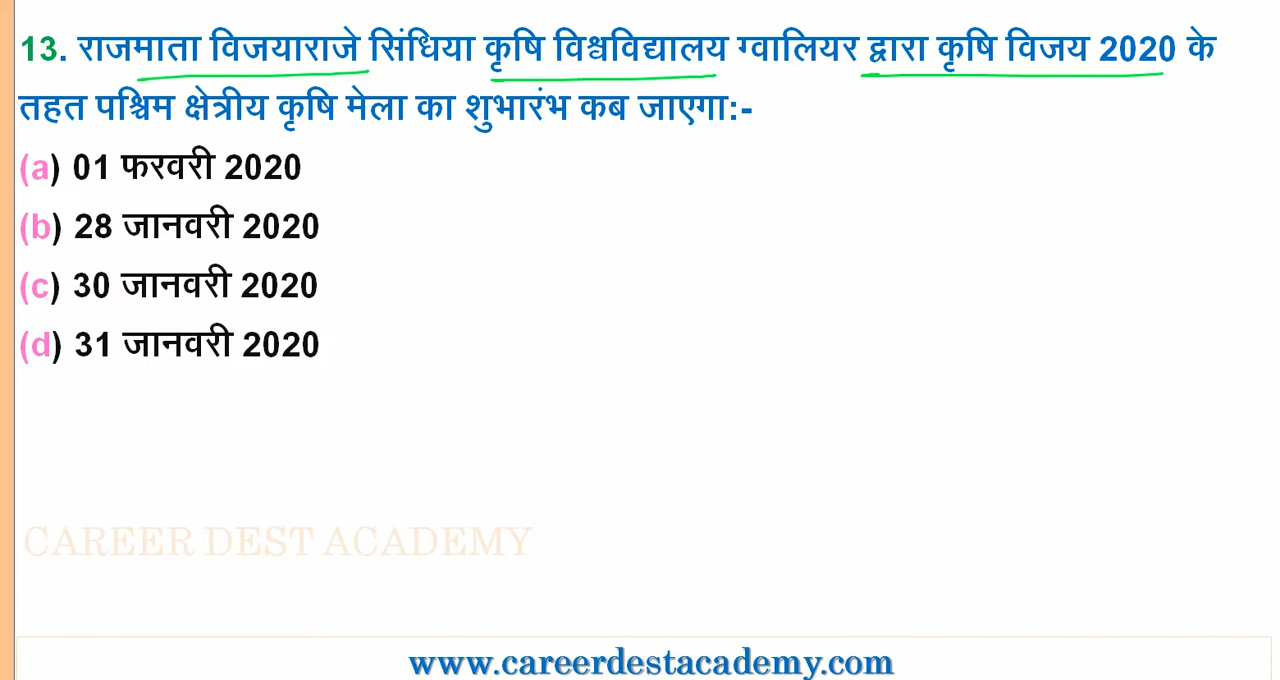 13. राजमाता विजयाराजे सिंधिया कृषि विश्वविद्यालय ग्वालियर द्वारा कृषि विजय 2020 के
तहत पश्चिम क्षेत्रीय कृषि मेला का शुभारंभ कब जाएगा:-
(a) 01 फरवरी 2020
(b) 28 जानवरी 2020
(c) 30 जानवरी 2020
(d) 31 जानवरी 2020
CAREER DEST ACADEMY
www.careerdestacademy.com